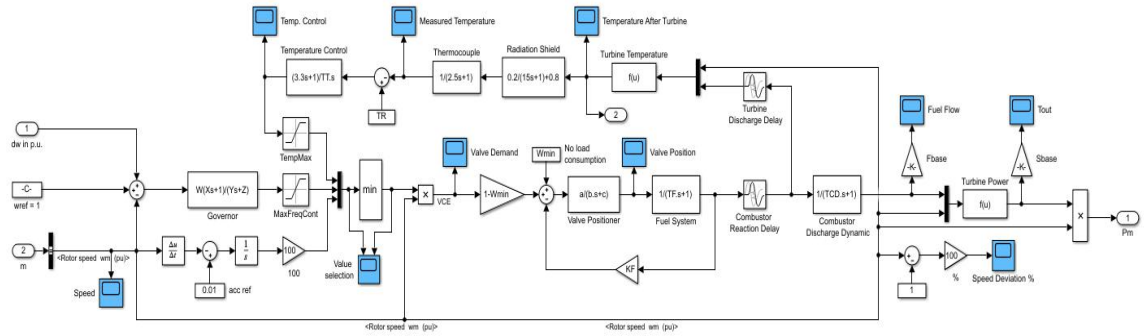 Temp. Control
Measured Temperature
Temperature After Turbine
Temperature Control
Thermocouple
Radiation Shield
Turbine Temperature
(3.3s+1)/TT.s
1/(2.5s+1)
0.2/(15s+1)+0.8
f(u)
TR
2
Turbine
Discharge Delay
Fuel Flow
Tout
1
dw in p.u.
TempMax
Valve Demand
Wmin
No load
consumption
Valve Position
-K-
Fbase
-K-
Sbase
-C-
wref = 1
W(Xs+1)/(Ys+Z)
Governor
MaxFreqCont
min
×
VCE
1-Wmin
a/(b.s+c)
Valve Positioner
1/(TF.s+1)
Fuel System
Combustor
Reaction Delay
1/(TCD.s+1)
Combustor
Discharge Dynamic
Turbine Power
f(u)
×
1
Pm
2
m
<Rotor speed wm (pu)>
Δu
Δt
1
s
100
100
Value
selection
KF
Speed
0.01
acc ref
1
100
%
Speed Deviation %
<Rotor speed wm (pu)>
<Rotor speed wm (pu)>